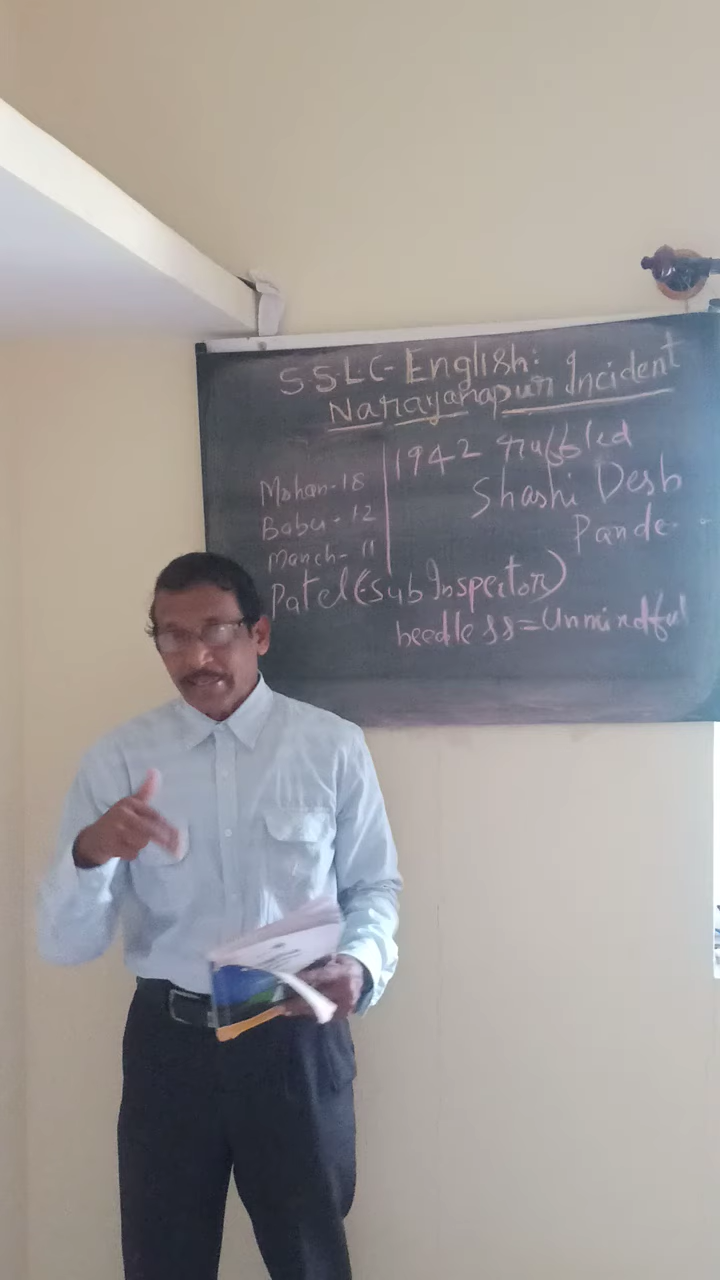 S.S.L.C- English:
Narayanapur Incident
1942 ruffled
Mohan-18
Shashi Desh
Babu-12
Pande
Manch-11
Patel(Sub Inspector)
heedless=Unmindful